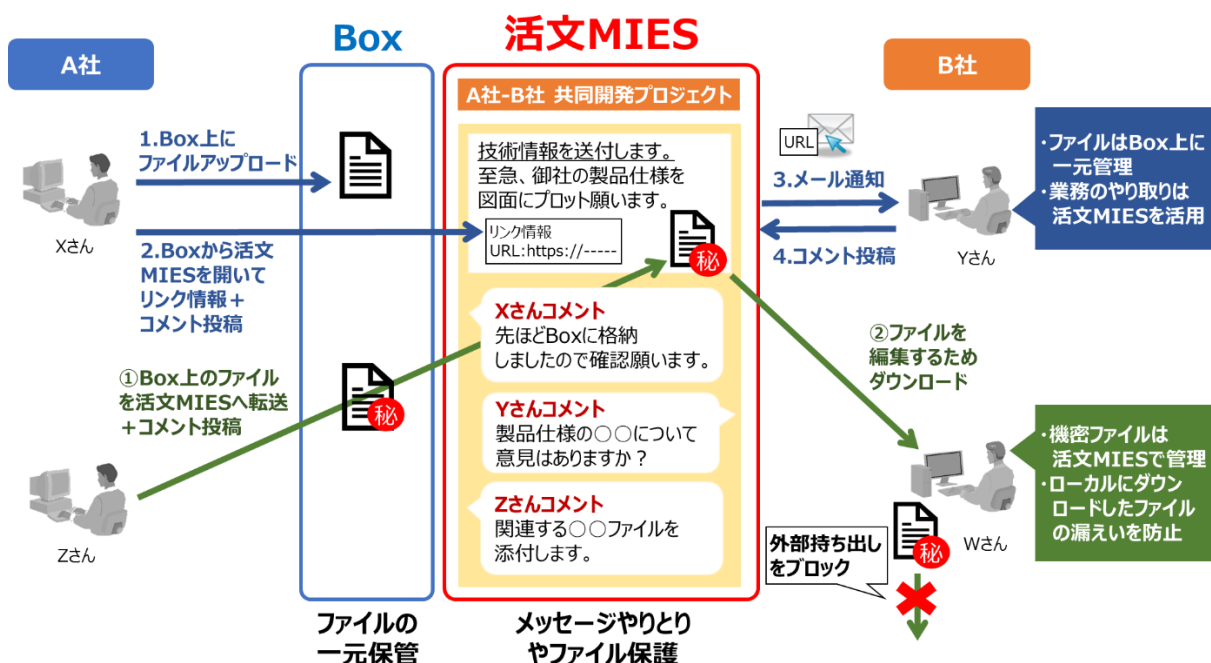 A社
Box
活文MIES
B社
A社-B社 共同開発プロジェクト
1.Box上に
ファイルアップロード
Xさん
2.Boxから活文
MIESを開いて
リンク情報＋
コメント投稿
①Box上のファイル
を活文MIESへ転送
＋コメント投稿
Zさん
秘
ファイルの
一元保管
技術情報を送付します。
至急、御社の製品仕様を
図面にプロット願います。
リンク情報
URL:https://-----
秘
Xさんコメント
先ほどBoxに格納
しましたので確認願います。
Yさんコメント
製品仕様の○○について
意見はありますか？
Zさんコメント
関連する○○ファイルを
添付します。
メッセージやりとり
やファイル保護
URL
3.メール通知
4.コメント投稿
Yさん
・ファイルはBox上に
一元管理
・業務のやり取りは
活文MIESを活用
②ファイルを
編集するため
ダウンロード
Wさん
秘
外部持ち出し
をブロック
・機密ファイルは
活文MIESで管理
・ローカルにダウン
ロードしたファイル
の漏えいを防止